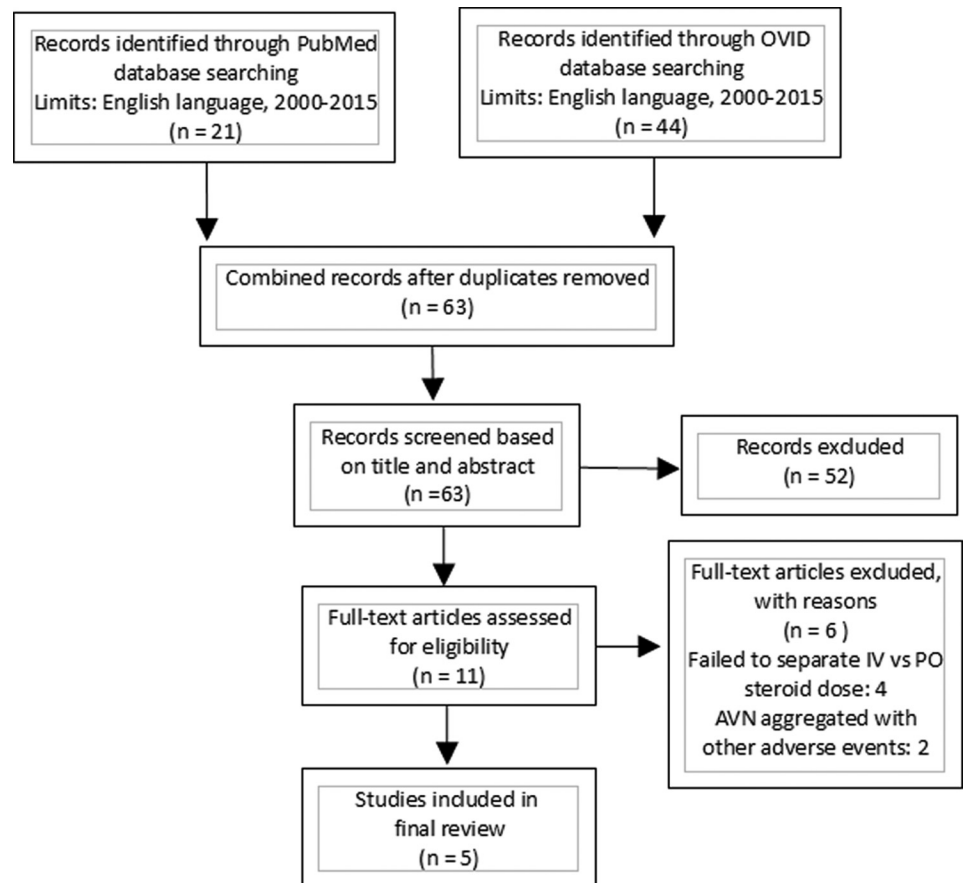 Records identified through PubMed
database searching
Limits: English language, 2000-2015
(n = 21)
Records identified through OVID
database searching
Limits: English language, 2000-2015
(n = 44)
Combined records after duplicates removed
(n = 63)
Records screened based
on title and abstract
(n =63)
Records excluded
(n = 52)
Full-text articles assessed
for eligibility
(n = 11)
Full-text articles excluded,
with reasons
(n = 6 )
Failed to separate IV vs PO
steroid dose: 4
AVN aggregated with
other adverse events: 2
Studies included in
final review
(n = 5)